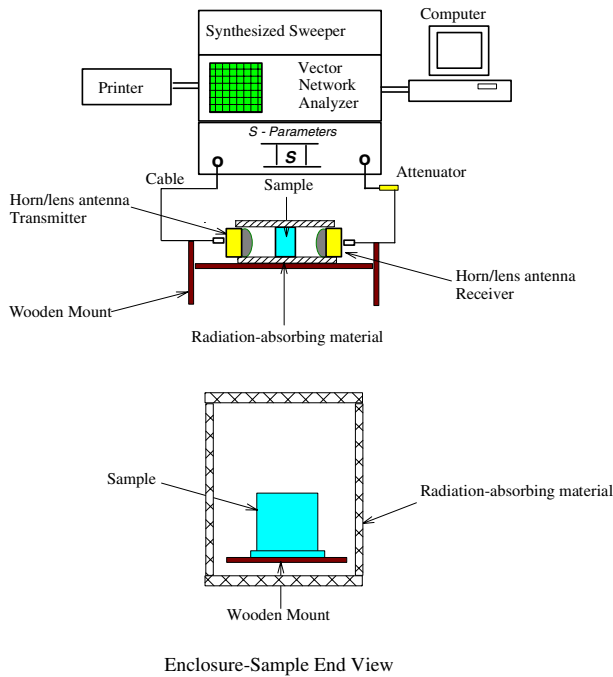 Synthesized Sweeper
Computer
Printer
Vector
Network
Analyzer
S - Parameters
S
Cable
Sample
Attenuator
Horn/lens antenna
Transmitter
Horn/lens antenna
Receiver
Wooden Mount
Radiation-absorbing material
Sample
Radiation-absorbing material
Wooden Mount
Enclosure-Sample End View